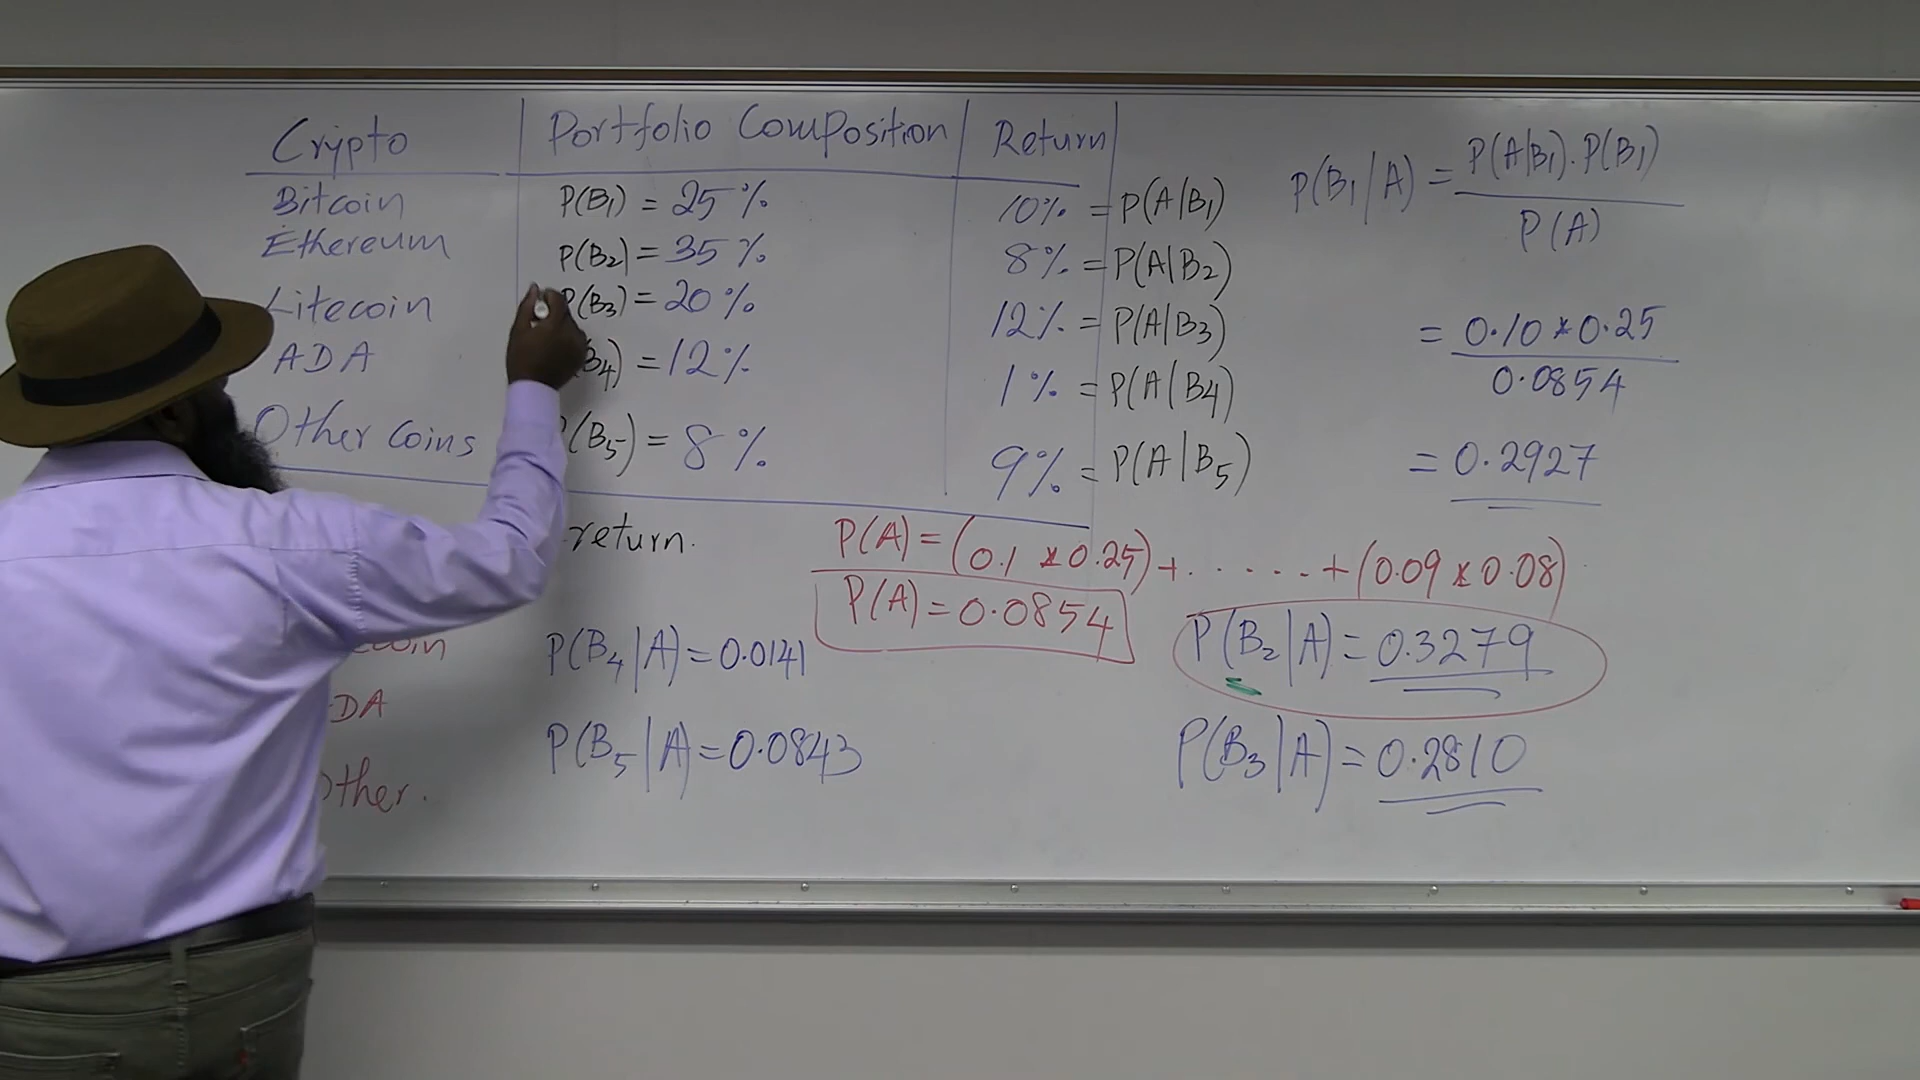 Crypto Portfolio Composition Return
Bitcoin P(B1) = 25% 10% = P(A|B1)
Ethereum P(B2) = 35% 8% = P(A|B2)
Litecoin P(B3) = 20% 12% = P(A|B3)
ADA B4) = 12% 1% = P(A|B4)
Other Coins (B5) = 8% 9% = P(A|B5)
P(B1|A) = P(A|B1).P(B1)
P(A)
= 0.10*0.25
0.0854
= 0.2927
return.
P(A) = (0.1 * 0.25) + ...... + (0.09 * 0.08)
P(A) = 0.0854
P(B2|A) = 0.3279
P(B3|A) = 0.2810
P(B4|A) = 0.0141
P(B5|A) = 0.0843
coin
DA
Other.